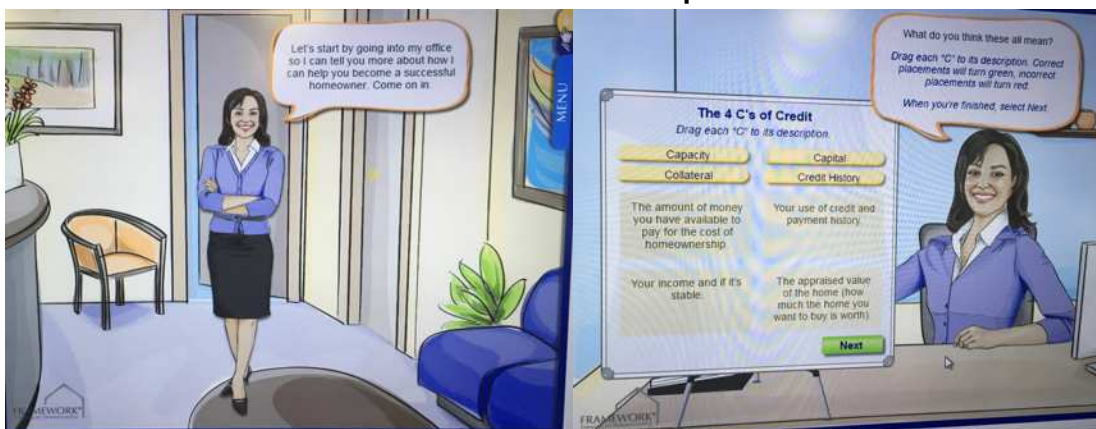 Let's start by going into my office
so I can tell you more about how I
can help you become a successful
homeowner. Come on in.
MENU
FRAMEWORK
What do you think these all mean?
Drag each "C" to its description. Correct
placements will turn green, incorrect
placements will turn red.
When you're finished, select Next.
The 4 C's of Credit
Drag each "C" to its description.
Capacity
Capital
Collateral
Credit History
The amount of money
you have available to
pay for the cost of
homeownership.
Your use of credit and
payment history.
Your income and if it's
stable.
The appraised value
of the home (how
much the home you
want to buy is worth).
Next
FRAMEWORK